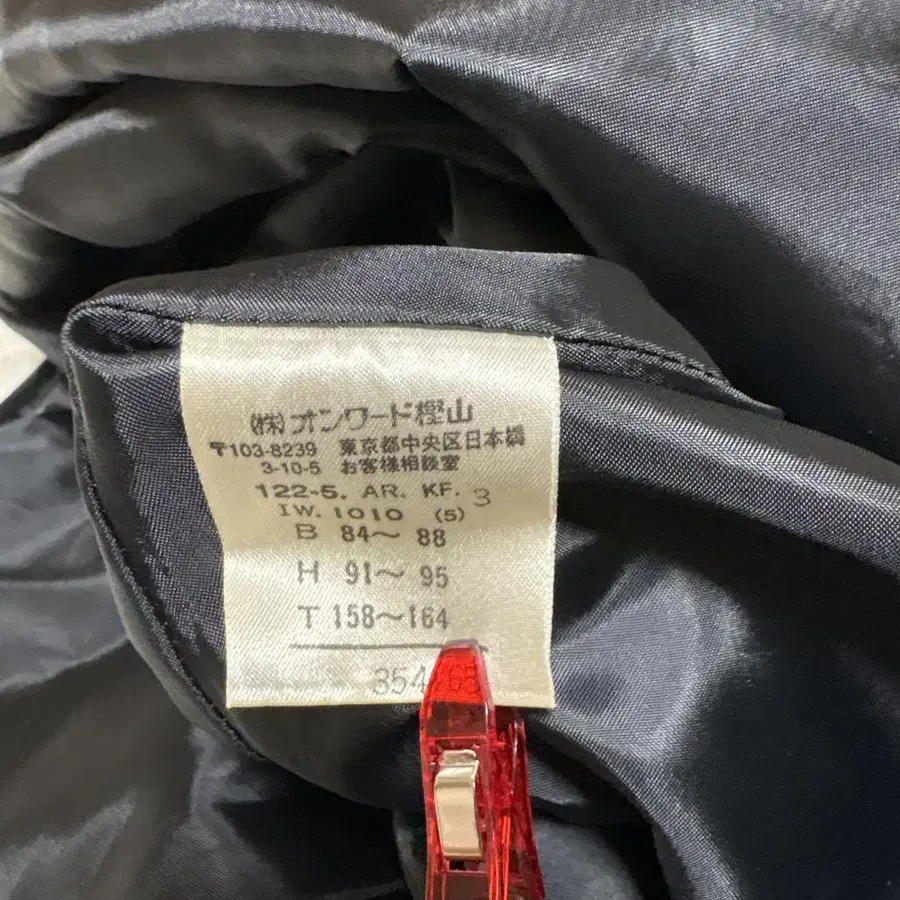 (株)オンワード樫山
〒103-8239 東京都中央区日本橋
3-10-5 お客様相談室
122-5. AR. KF. 3
IW. 1010 (5)
B 84～ 88
H 91～ 95
T 158～164
354 65